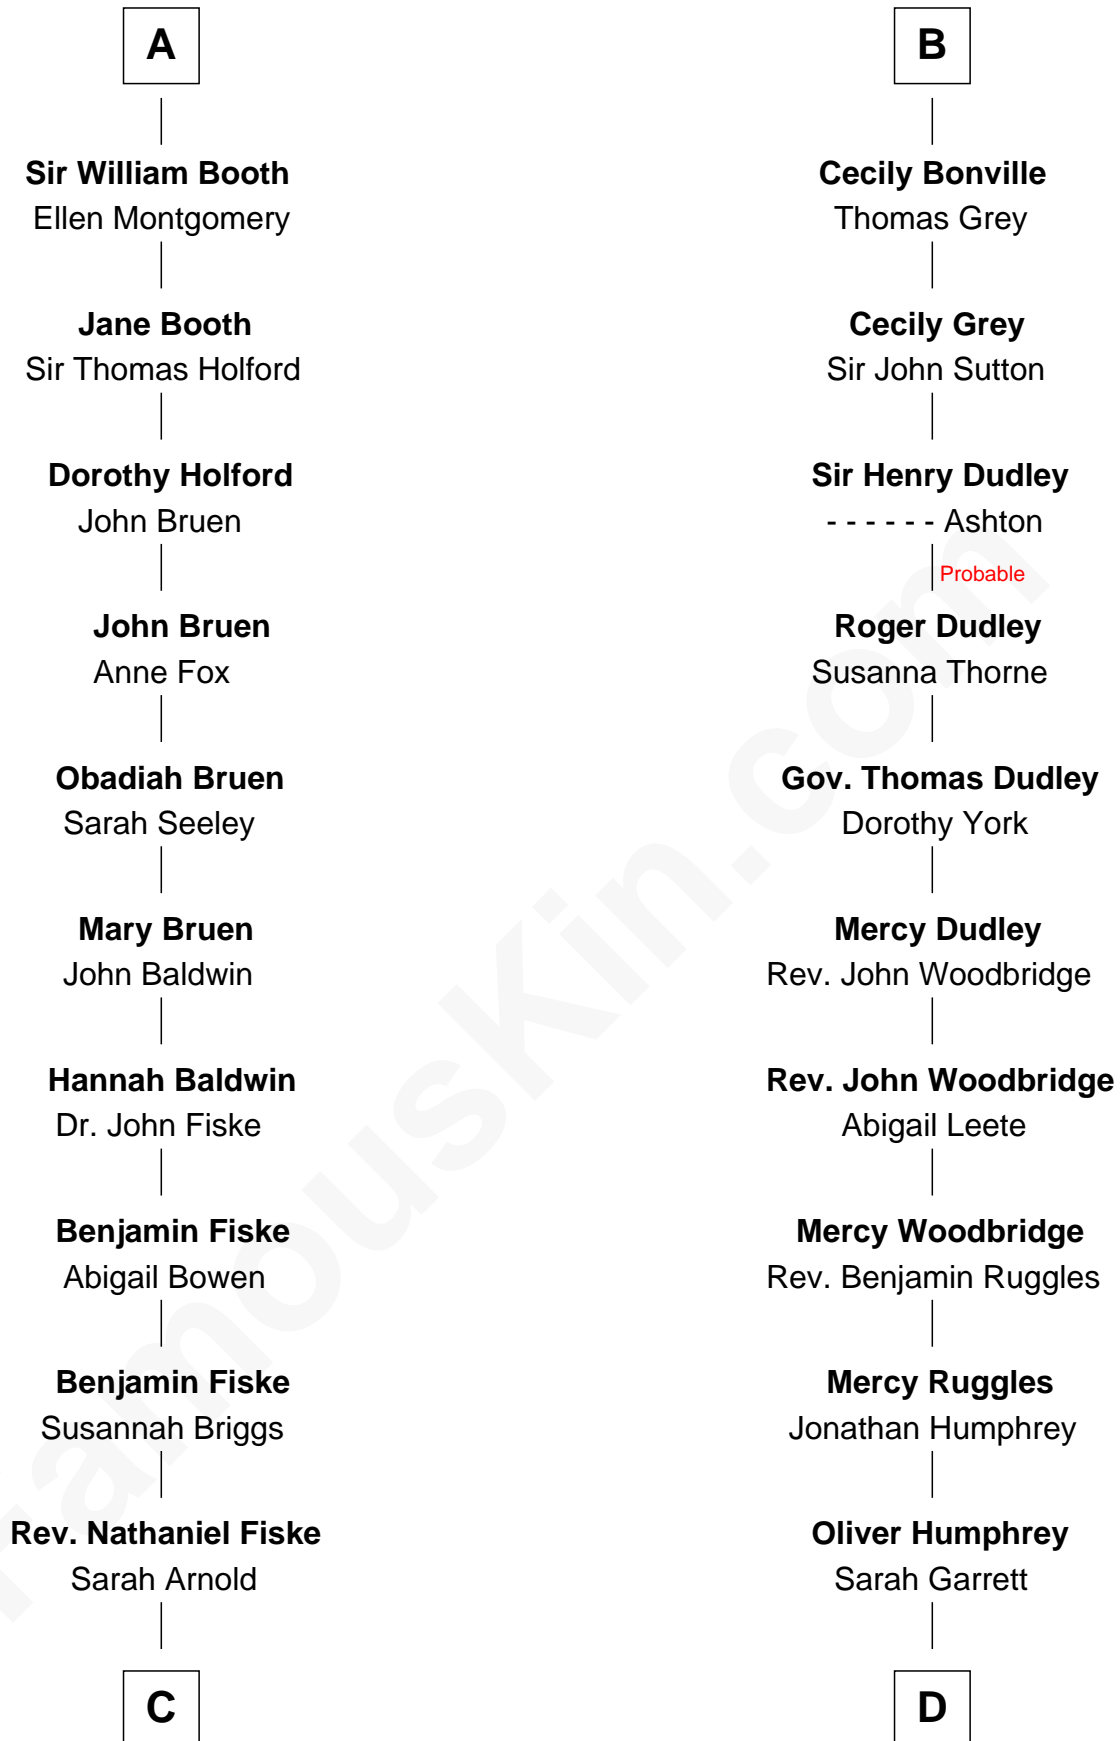 A
Sir William Booth
Ellen Montgomery
Jane Booth
Sir Thomas Holford
Dorothy Holford
John Bruen
John Bruen
Anne Fox
Obadiah Bruen
Sarah Seeley
Mary Bruen
John Baldwin
Hannah Baldwin
Dr. John Fiske
Benjamin Fiske
Abigail Bowen
Benjamin Fiske
Susannah Briggs
Rev. Nathaniel Fiske
Sarah Arnold
C
B
Cecily Bonville
Thomas Grey
Cecily Grey
Sir John Sutton
Sir Henry Dudley
- - - - - - Ashton
Probable
Roger Dudley
Susanna Thorne
Gov. Thomas Dudley
Dorothy York
Mercy Dudley
Rev. John Woodbridge
Rev. John Woodbridge
Abigail Leete
Mercy Woodbridge
Rev. Benjamin Ruggles
Mercy Ruggles
Jonathan Humphrey
Oliver Humphrey
Sarah Garrett
D
FamousKin.com